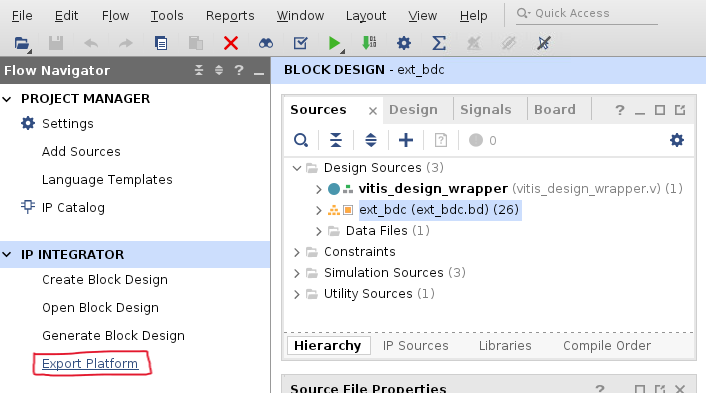 File Edit Flow Tools Reports Window Layout View Help Quick Access
Flow Navigator ?
BLOCK DESIGN - ext_bdc
PROJECT MANAGER
Settings
Add Sources
Language Templates
IP Catalog
IP INTEGRATOR
Create Block Design
Open Block Design
Generate Block Design
Export Platform
Sources Design Signals Board ?
0
Design Sources (3)
vitis_design_wrapper (vitis_design_wrapper.v) (1)
ext_bdc (ext_bdc.bd) (26)
Data Files (1)
Constraints
Simulation Sources (3)
Utility Sources (1)
Hierarchy IP Sources Libraries Compile Order
Source File Properties ?